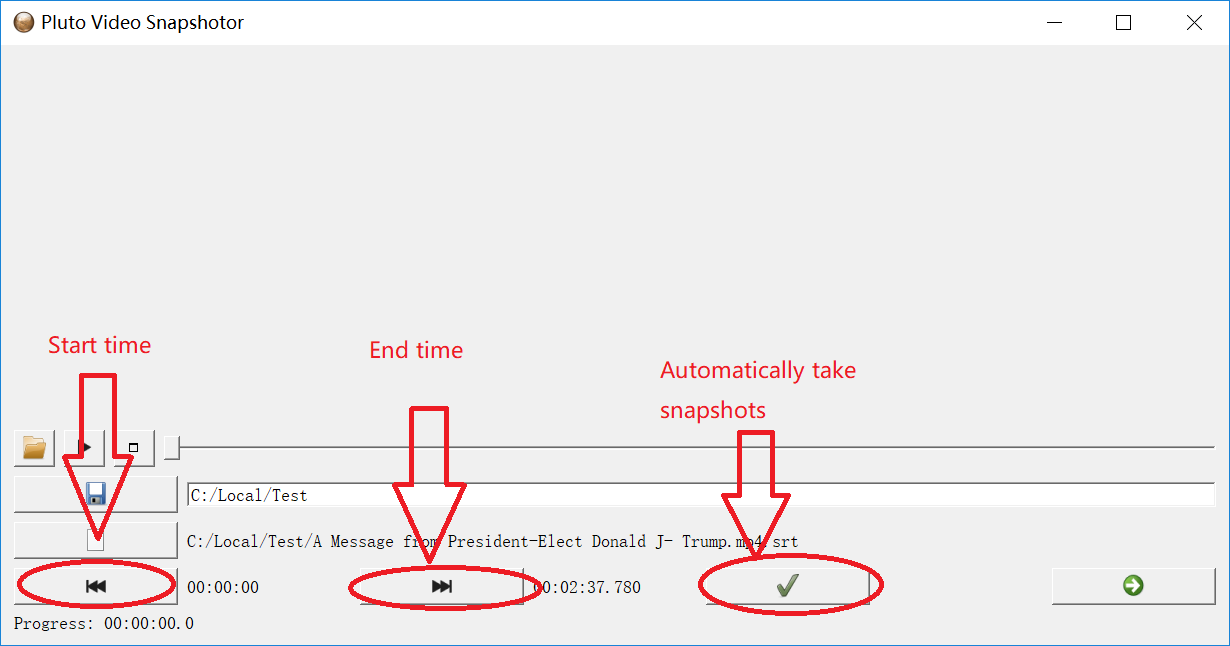 Pluto Video Snapshotor
Start time
End time
Automatically take
snapshots
C:/Local/Test
C:/Local/Test/A Message from President-Elect Donald J- Trump.mp4.srt
00:00:00
00:02:37.780
Progress: 00:00:00.0